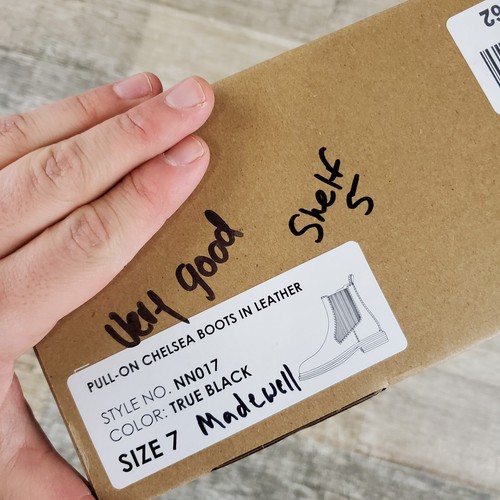 Very good
Shelf
5
PULL-ON CHELSEA BOOTS IN LEATHER
STYLE NO. NN017
COLOR: TRUE BLACK
SIZE 7 Madewell